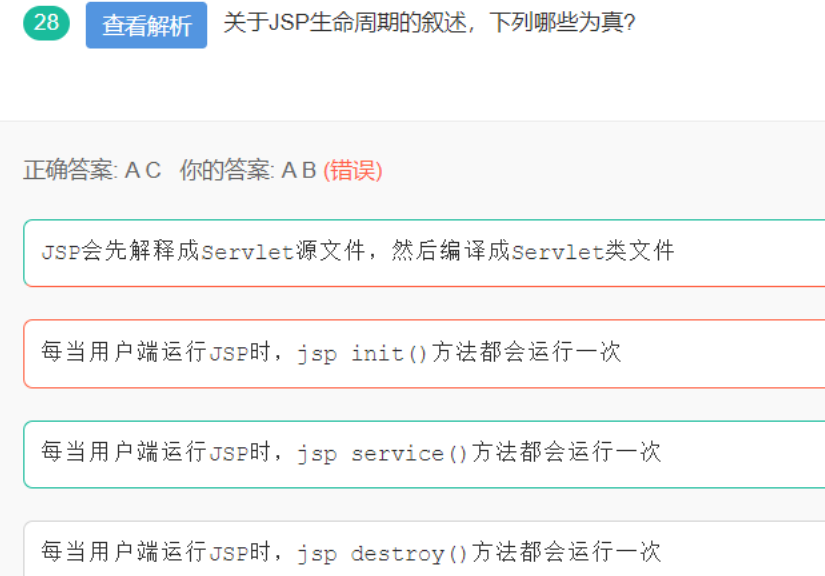 28 查看解析 关于JSP生命周期的叙述，下列哪些为真?
正确答案: A C 你的答案: A B (错误)
JSP会先解释成Servlet源文件，然后编译成Servlet类文件
每当用户端运行JSP时，jsp init()方法都会运行一次
每当用户端运行JSP时，jsp service()方法都会运行一次
每当用户端运行JSP时，jsp destroy()方法都会运行一次